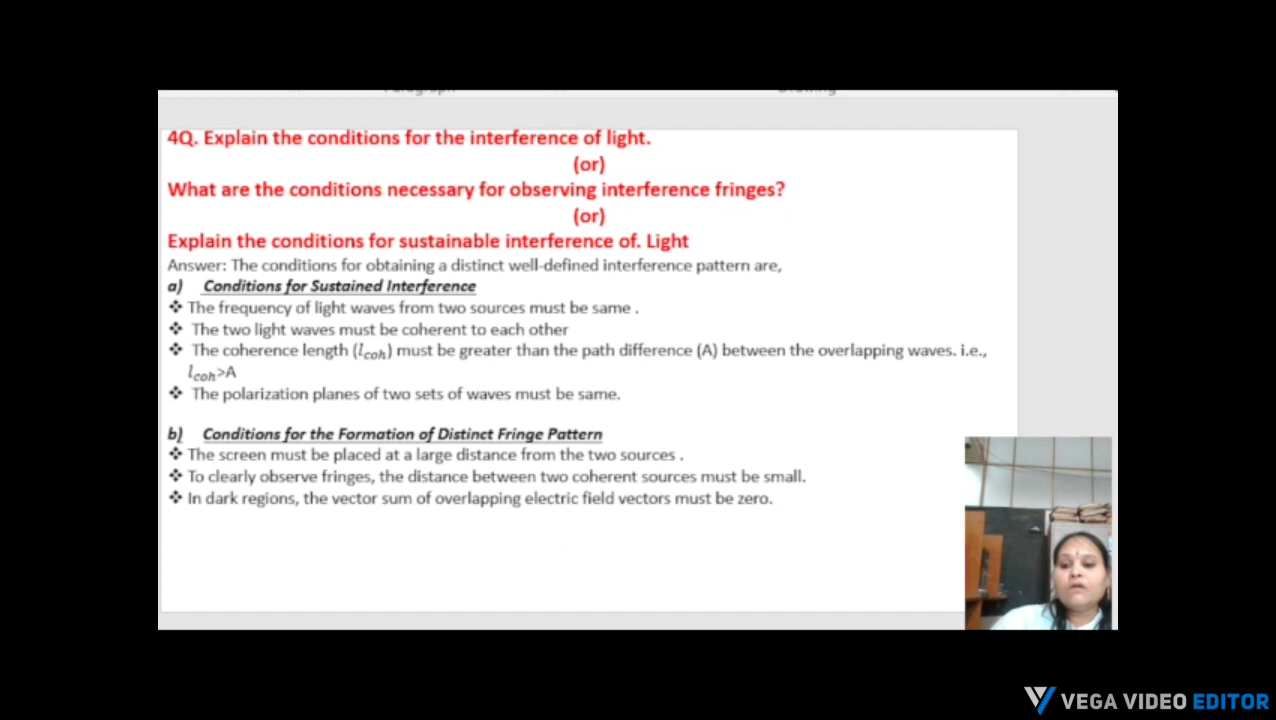 4Q. Explain the conditions for the interference of light.
(or)
What are the conditions necessary for observing interference fringes?
(or)
Explain the conditions for sustainable interference of. Light
Answer: The conditions for obtaining a distinct well-defined interference pattern are,
a) Conditions for Sustained Interference
❖ The frequency of light waves from two sources must be same .
❖ The two light waves must be coherent to each other
❖ The coherence length (l_coh) must be greater than the path difference (A) between the overlapping waves. i.e.,
l_coh>A
❖ The polarization planes of two sets of waves must be same.
b) Conditions for the Formation of Distinct Fringe Pattern
❖ The screen must be placed at a large distance from the two sources .
❖ To clearly observe fringes, the distance between two coherent sources must be small.
❖ In dark regions, the vector sum of overlapping electric field vectors must be zero.
VEGA VIDEO EDITOR